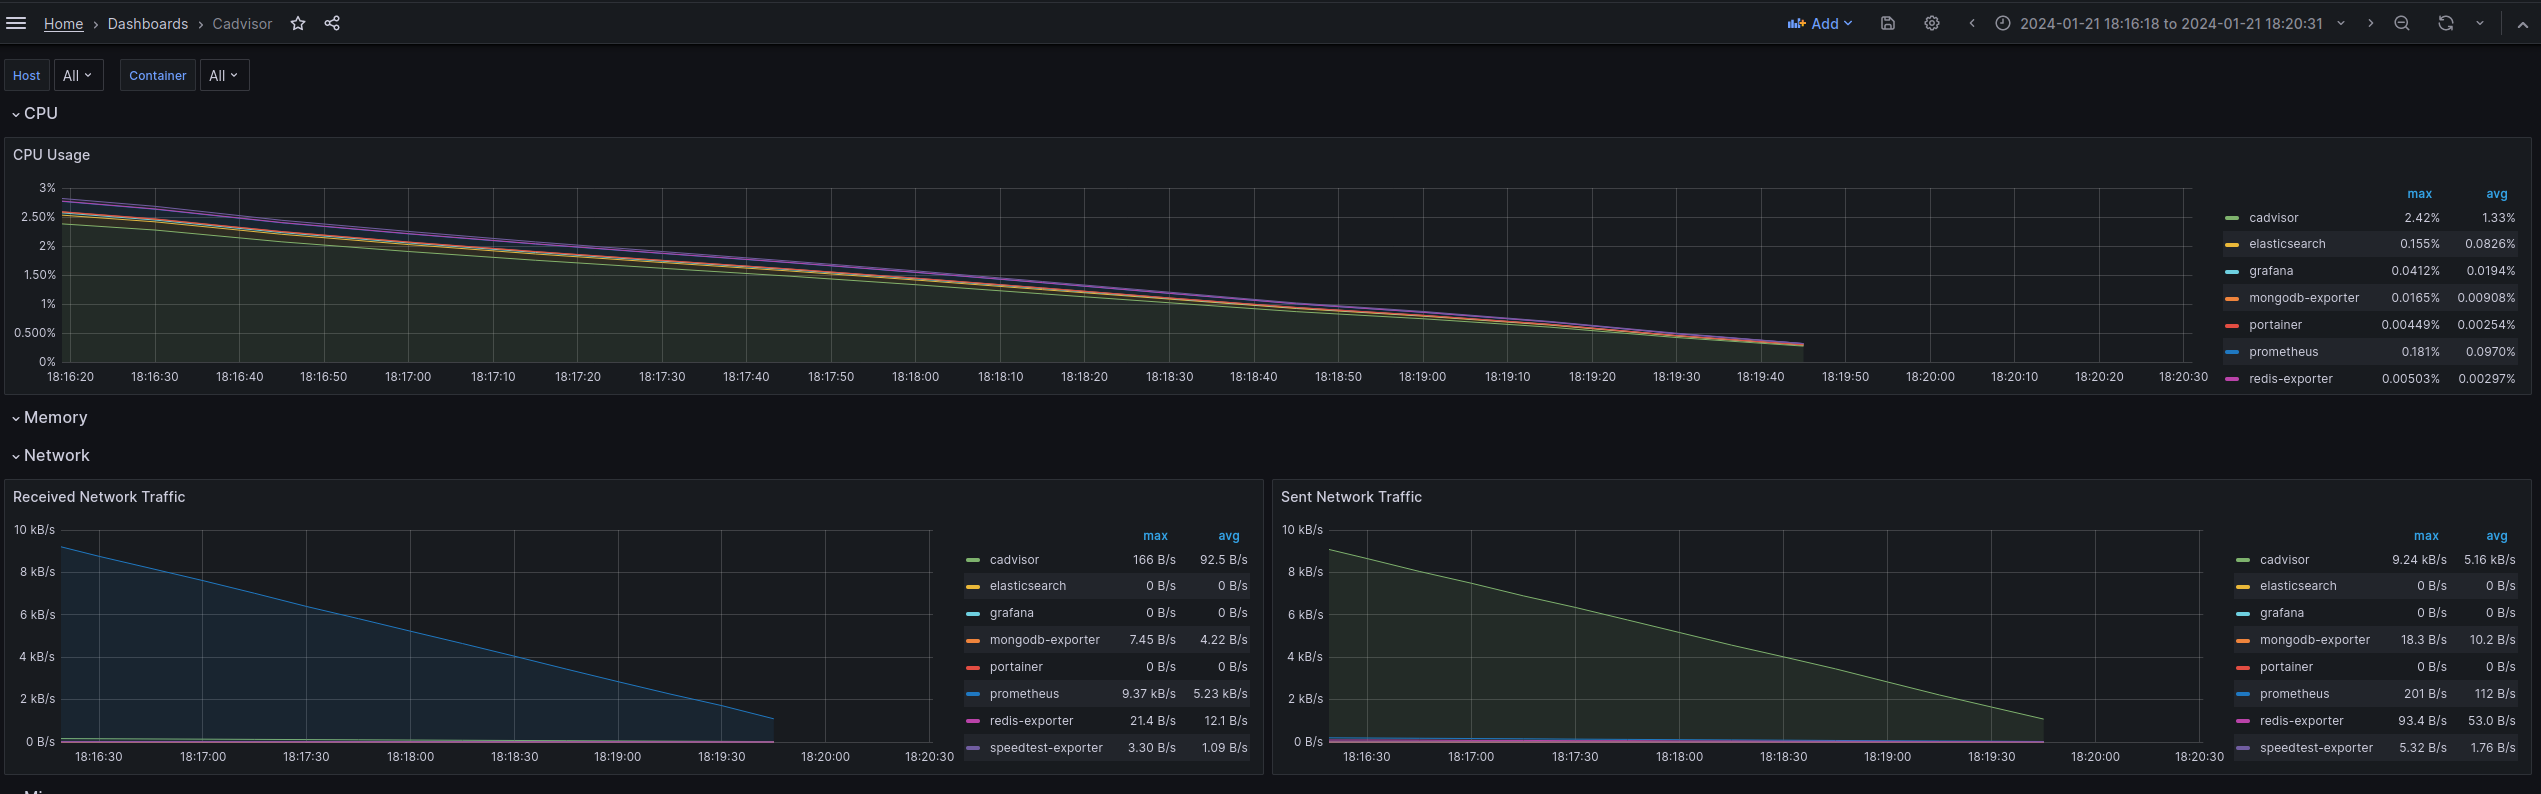 Home › Dashboards › Cadvisor Add 2024-01-21 18:16:18 to 2024-01-21 18:20:31
Host All Container All
CPU
CPU Usage
max avg
3%
2.50%
2%
1.50%
1%
0.500%
0%
18:16:20 18:16:30 18:16:40 18:16:50 18:17:00 18:17:10 18:17:20 18:17:30 18:17:40 18:17:50 18:18:00 18:18:10 18:18:20 18:18:30 18:18:40 18:18:50 18:19:00 18:19:10 18:19:20 18:19:30 18:19:40 18:19:50 18:20:00 18:20:10 18:20:20 18:20:30
cadvisor 2.42% 1.33%
elasticsearch 0.155% 0.0826%
grafana 0.0412% 0.0194%
mongodb-exporter 0.0165% 0.00908%
portainer 0.00449% 0.00254%
prometheus 0.181% 0.0970%
redis-exporter 0.00503% 0.00297%
Memory
Network
Received Network Traffic
10 kB/s
8 kB/s
6 kB/s
4 kB/s
2 kB/s
0 B/s
18:16:30 18:17:00 18:17:30 18:18:00 18:18:30 18:19:00 18:19:30 18:20:00 18:20:30
max avg
cadvisor 166 B/s 92.5 B/s
elasticsearch 0 B/s 0 B/s
grafana 0 B/s 0 B/s
mongodb-exporter 7.45 B/s 4.22 B/s
portainer 0 B/s 0 B/s
prometheus 9.37 kB/s 5.23 kB/s
redis-exporter 21.4 B/s 12.1 B/s
speedtest-exporter 3.30 B/s 1.09 B/s
Sent Network Traffic
10 kB/s
8 kB/s
6 kB/s
4 kB/s
2 kB/s
0 B/s
18:16:30 18:17:00 18:17:30 18:18:00 18:18:30 18:19:00 18:19:30 18:20:00 18:20:30
max avg
cadvisor 9.24 kB/s 5.16 kB/s
elasticsearch 0 B/s 0 B/s
grafana 0 B/s 0 B/s
mongodb-exporter 18.3 B/s 10.2 B/s
portainer 0 B/s 0 B/s
prometheus 201 B/s 112 B/s
redis-exporter 93.4 B/s 53.0 B/s
speedtest-exporter 5.32 B/s 1.76 B/s